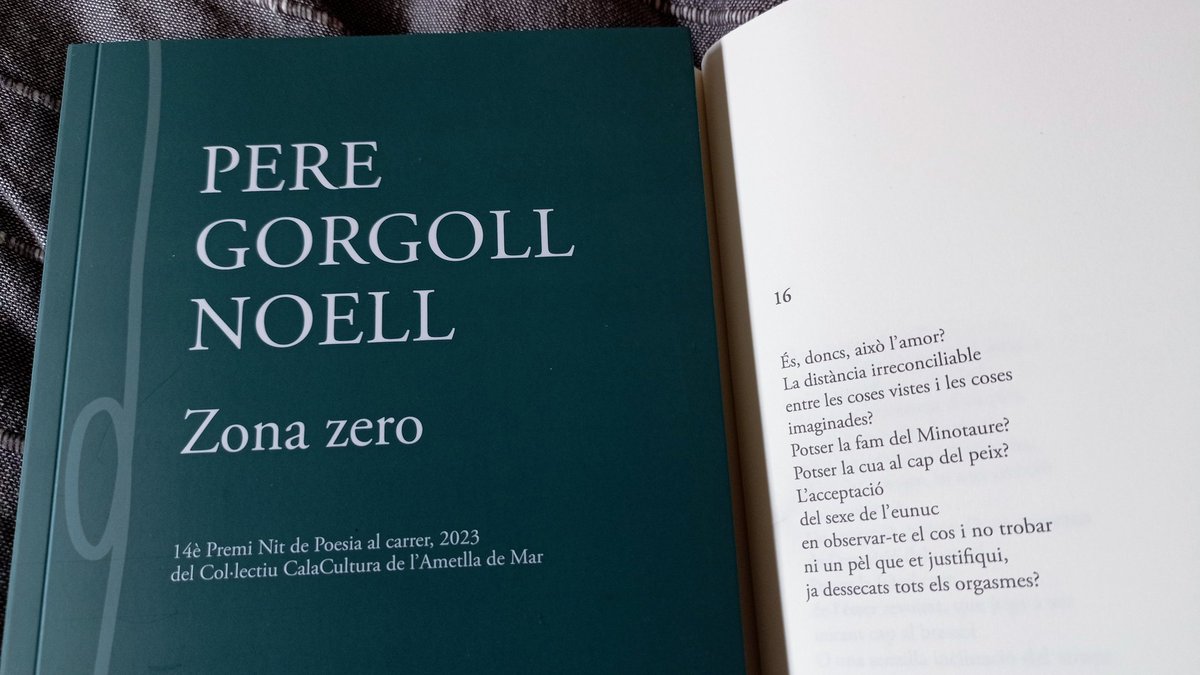 PERE
GORGOLL
NOELL
Zona zero
14è Premi Nit de Poesia al carrer, 2023
del Col·lectiu CalaCultura de l'Ametlla de Mar
16
És, doncs, això l'amor?
La distància irreconciliable
entre les coses vistes i les coses
imaginades?
Potser la fam del Minotaure?
Potser la cua al cap del peix?
L'acceptació
del sexe de l'eunuc
en observar-te el cos i no trobar
ni un pèl que et justifiqui,
ja dessecats tots els orgasmes?